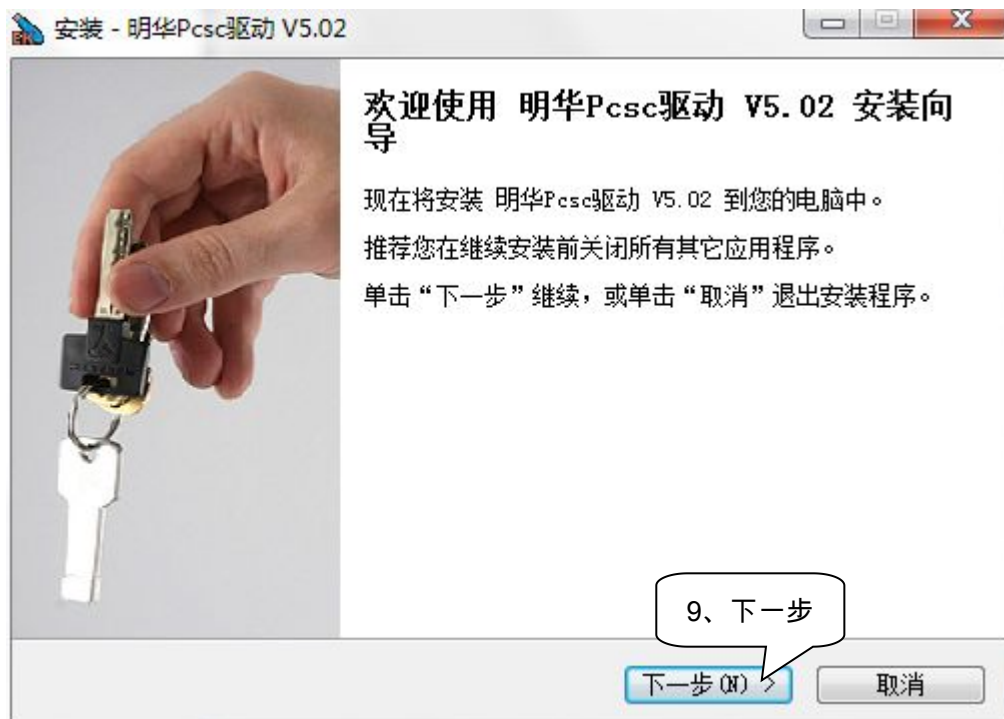 安装 - 明华Pcsc驱动 V5.02
欢迎使用 明华Pcsc驱动 V5.02 安装向
导
现在将安装 明华Pcsc驱动 V5.02 到您的电脑中。
推荐您在继续安装前关闭所有其它应用程序。
单击“下一步”继续，或单击“取消”退出安装程序。
9、下一步
下一步(N) >
取消